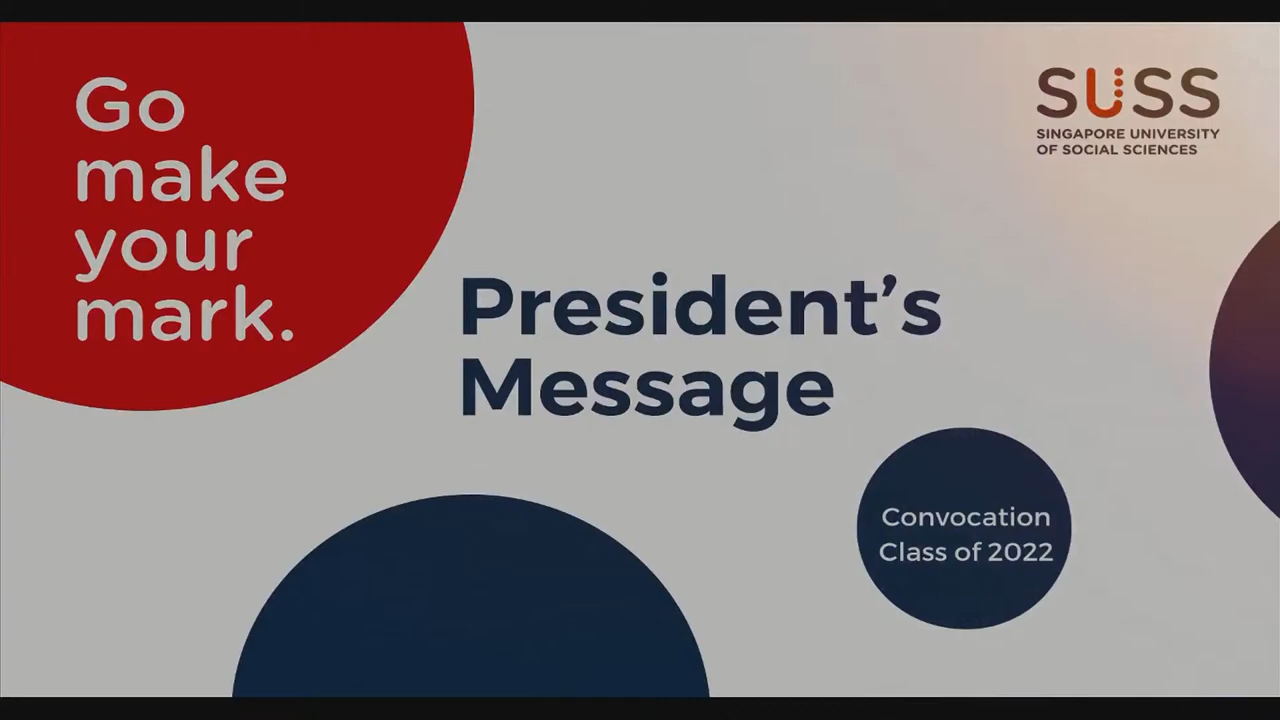 Go
make
your
mark.
SUSS
SINGAPORE UNIVERSITY
OF SOCIAL SCIENCES
President’s
Message
Convocation
Class of 2022